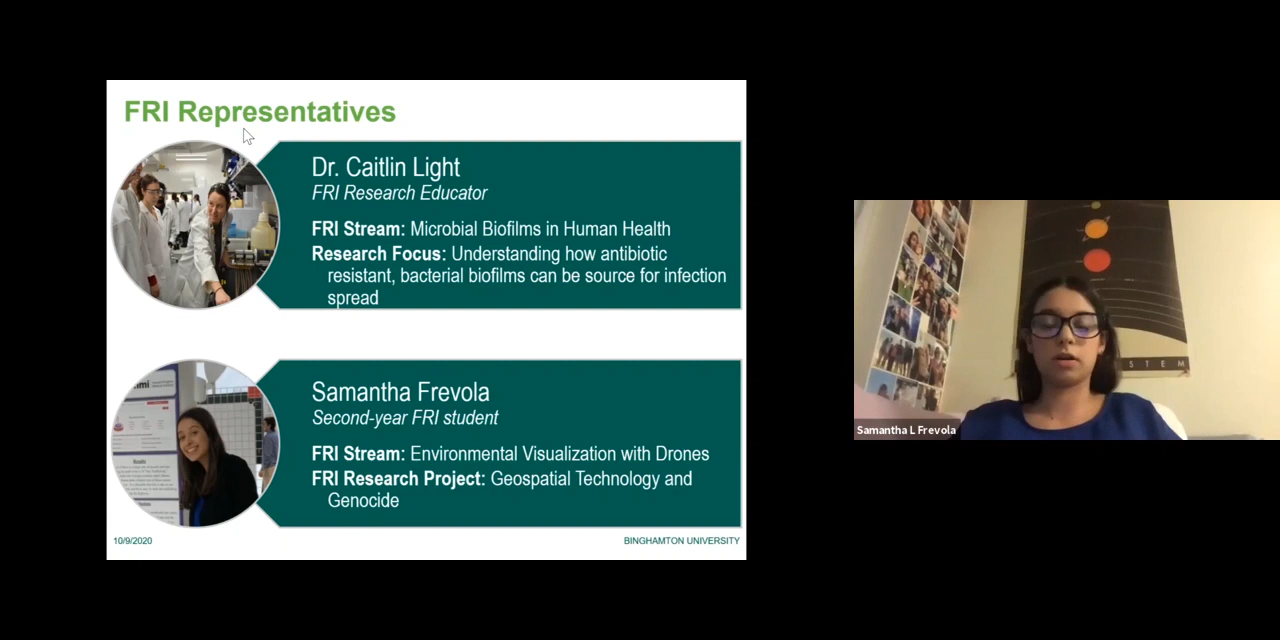 FRI Representatives
Dr. Caitlin Light
FRI Research Educator
FRI Stream: Microbial Biofilms in Human Health
Research Focus: Understanding how antibiotic
resistant, bacterial biofilms can be source for infection
spread
Samantha Frevola
Second-year FRI student
FRI Stream: Environmental Visualization with Drones
FRI Research Project: Geospatial Technology and
Genocide
10/9/2020
BINGHAMTON UNIVERSITY
STEM
Samantha L Frevola